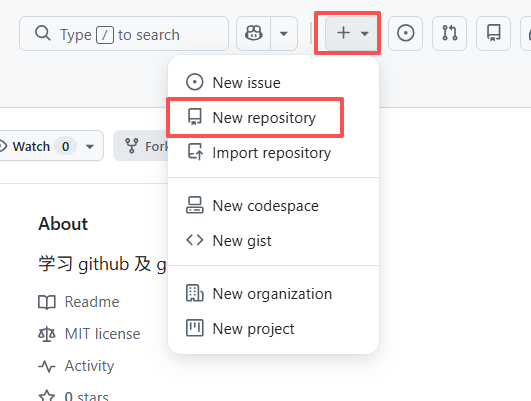 Type / to search
New issue
New repository
Import repository
New codespace
New gist
New organization
New project
Watch 0
Fork
About
学习 github 及 g
Readme
MIT license
Activity
0 stars